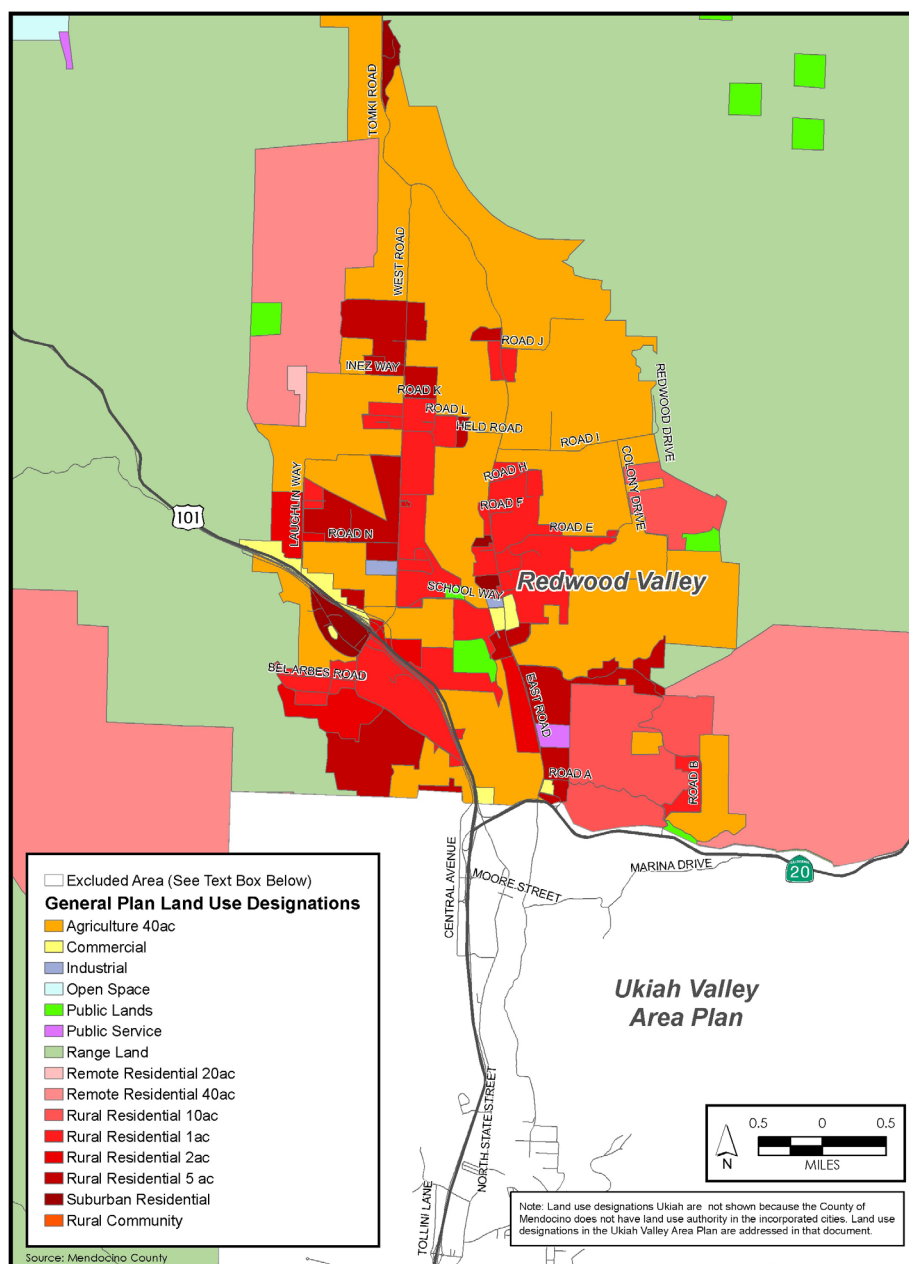 TOMKI ROAD
WEST ROAD
ROAD J
INEZ WAY
REDWOOD DRIVE
ROAD K
ROAD L
HELD ROAD
ROAD I
COLONY DRIVE
ROAD H
LAUGHLIN WAY
ROAD F
101
ROAD N
ROAD E
SCHOOL WAY
Redwood Valley
BEL ARBES ROAD
EAST ROAD
ROAD A
ROAD B
CENTRAL AVENUE
MOORE STREET
MARINA DRIVE
20
Ukiah Valley
Area Plan
NORTH STATE STREET
TOLLINI LANE
Excluded Area (See Text Box Below)
General Plan Land Use Designations
Agriculture 40ac
Commercial
Industrial
Open Space
Public Lands
Public Service
Range Land
Remote Residential 20ac
Remote Residential 40ac
Rural Residential 10ac
Rural Residential 1ac
Rural Residential 2ac
Rural Residential 5 ac
Suburban Residential
Rural Community
Source: Mendocino County
0.5 0 0.5
N
MILES
Note: Land use designations Ukiah are not shown because the County of
Mendocino does not have land use authority in the incorporated cities. Land use
designations in the Ukiah Valley Area Plan are addressed in that document.